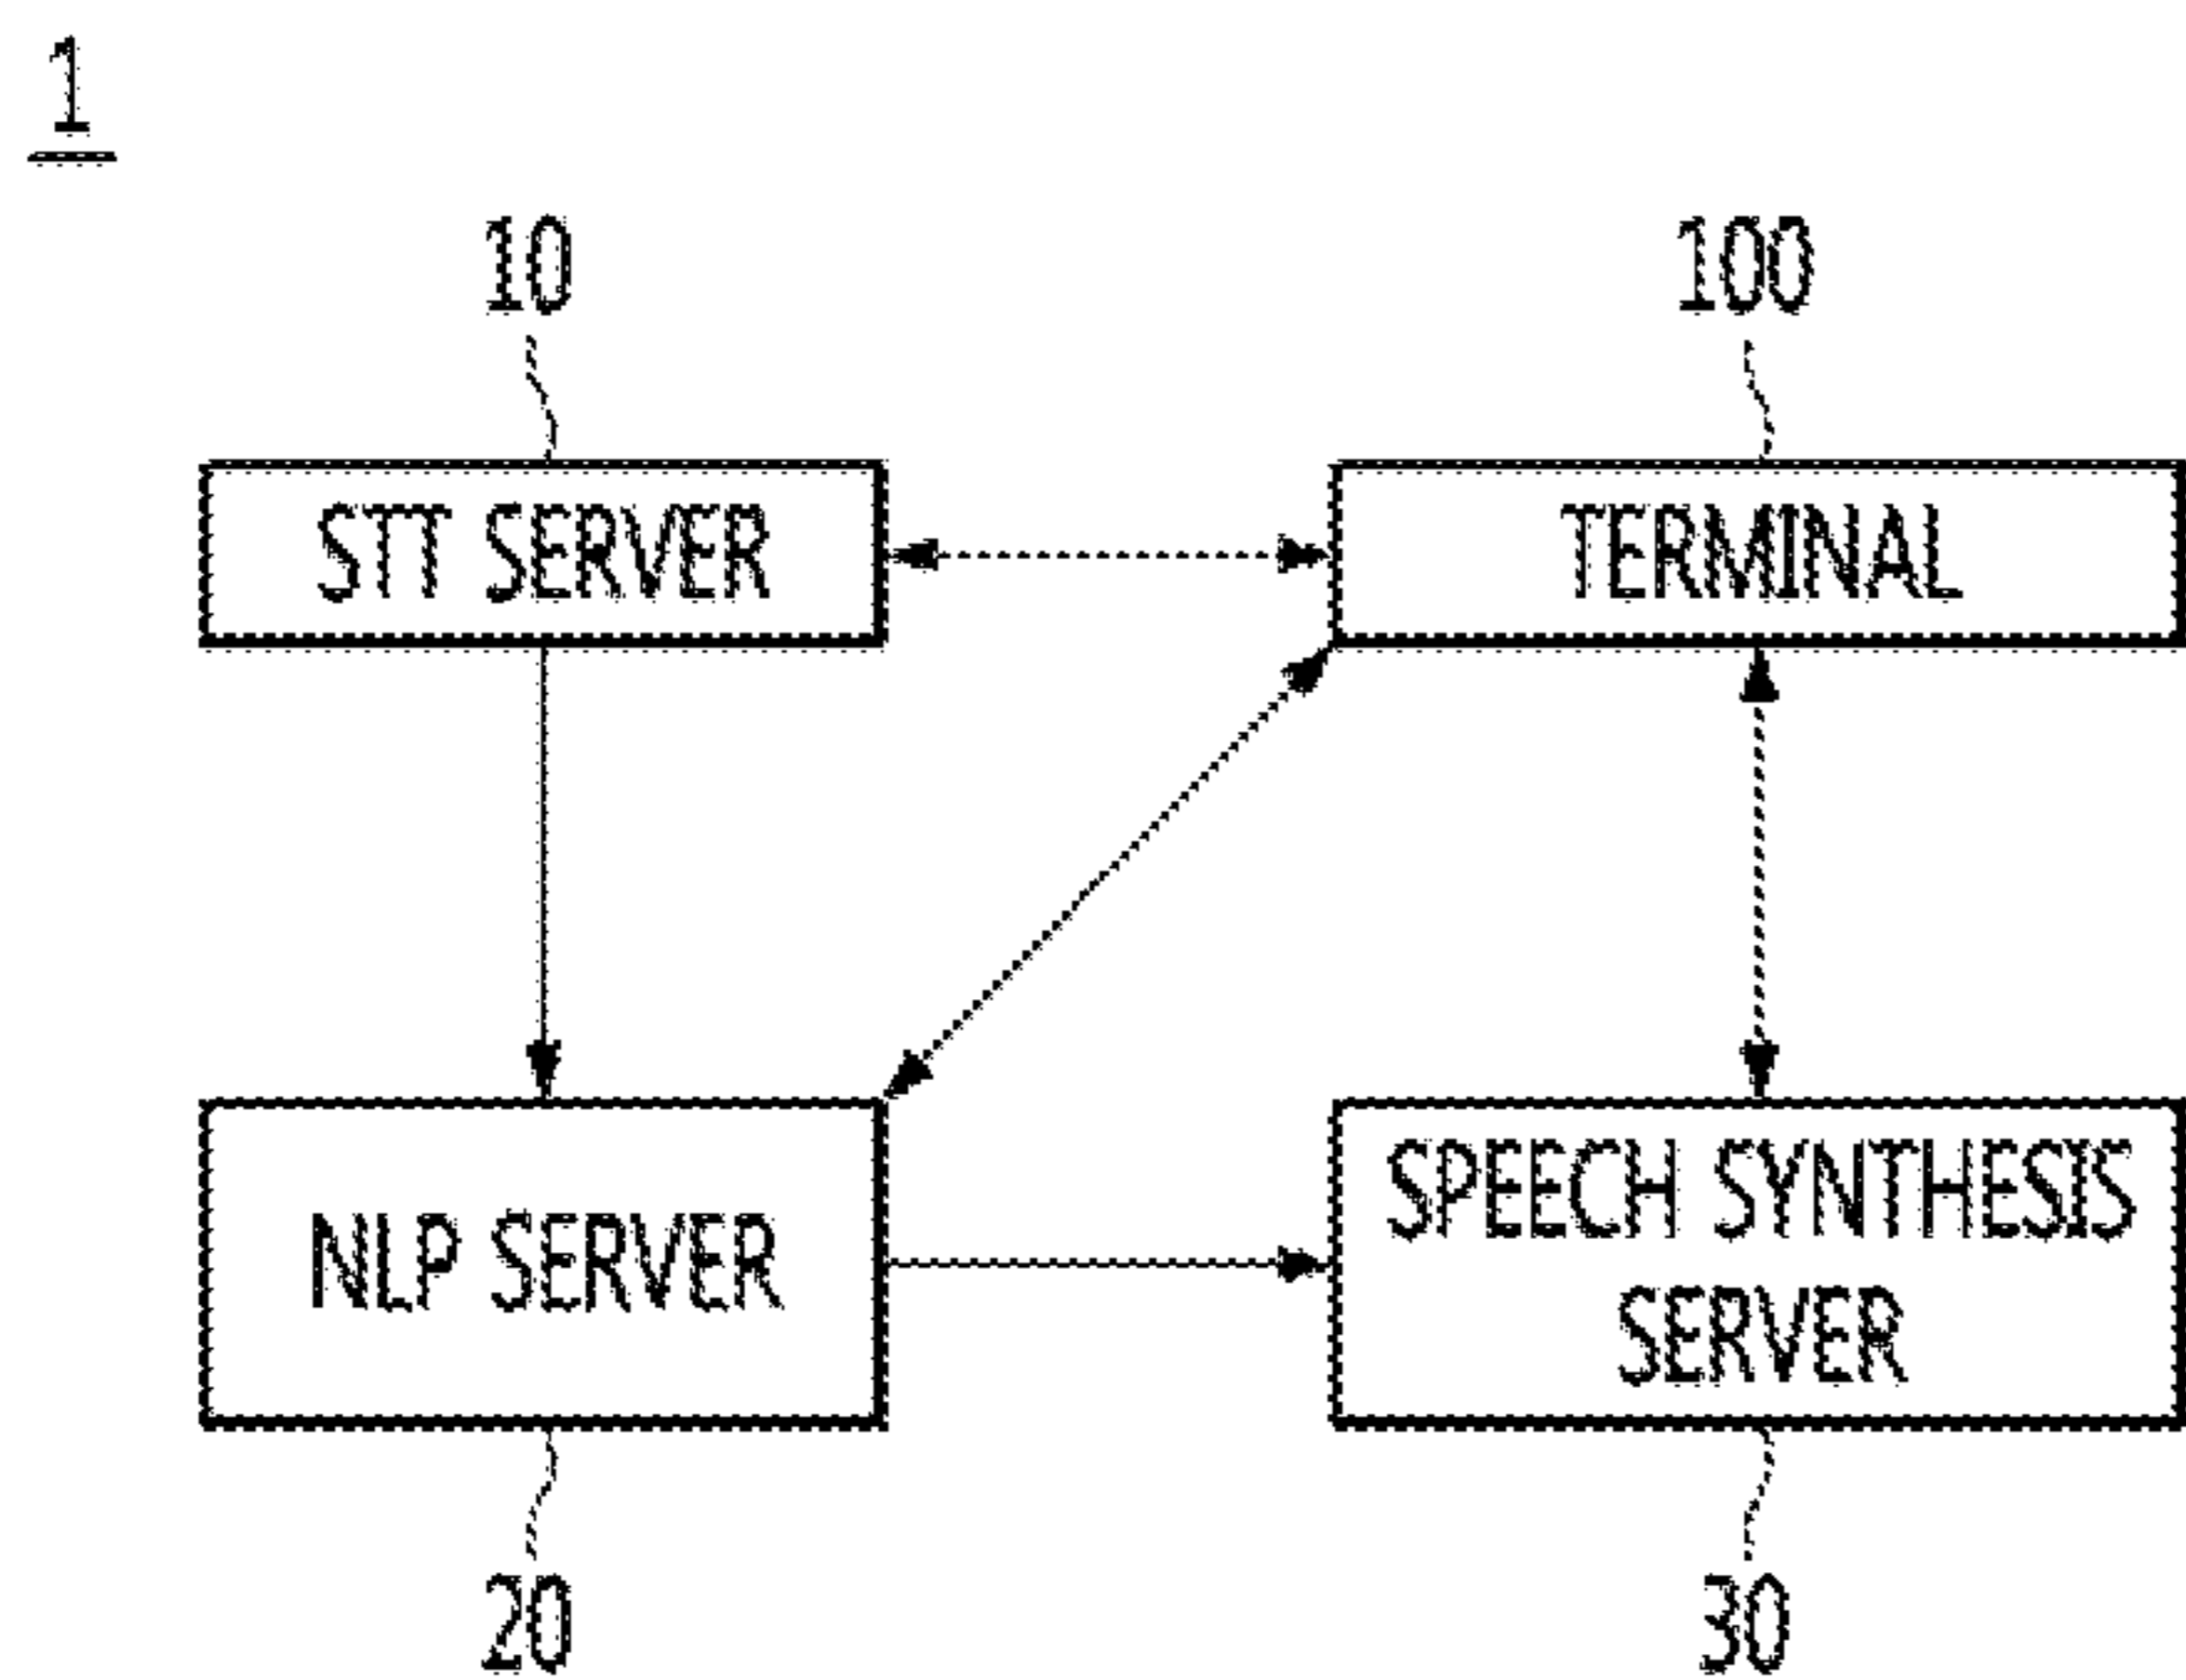 1
10
100
STT SERVER
TERMINAL
NLP SERVER
SPEECH SYNTHESIS
SERVER
20
30